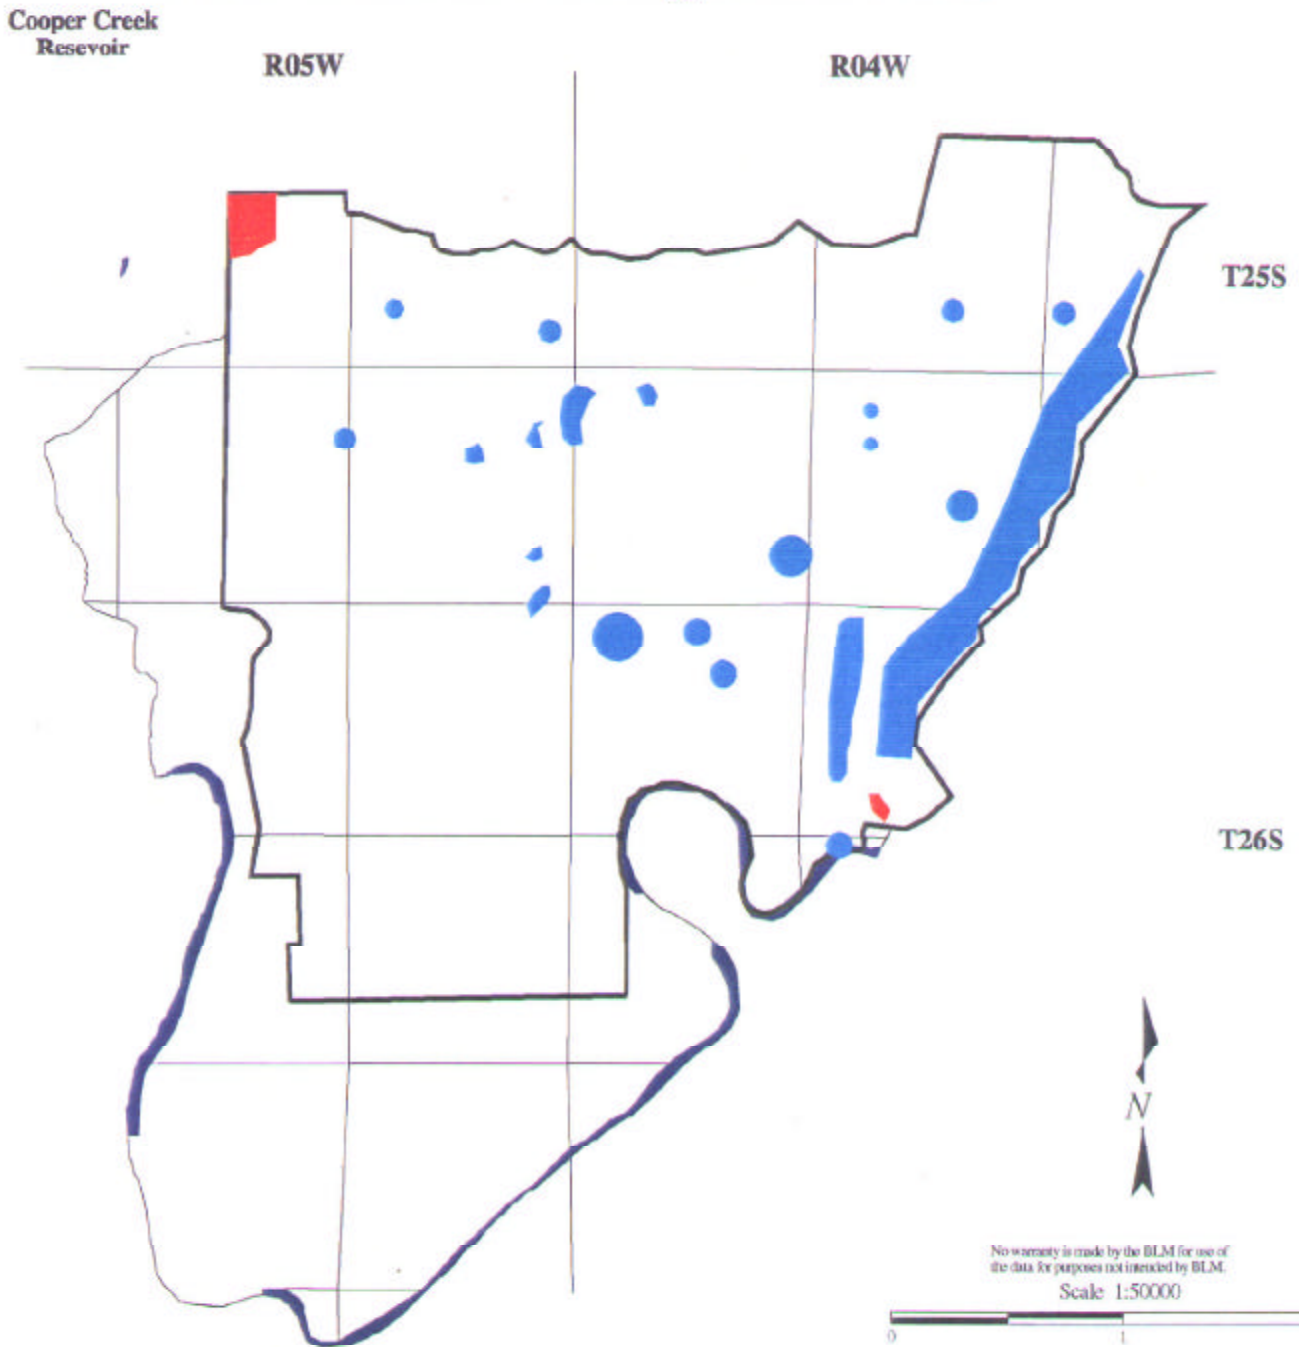 Cooper Creek
Resevoir
R05W
R04W
T25S
T26S
N
No warranty is made by the BLM for use of
the data for purposes not intended by BLM.
Scale 1:50000
0
1